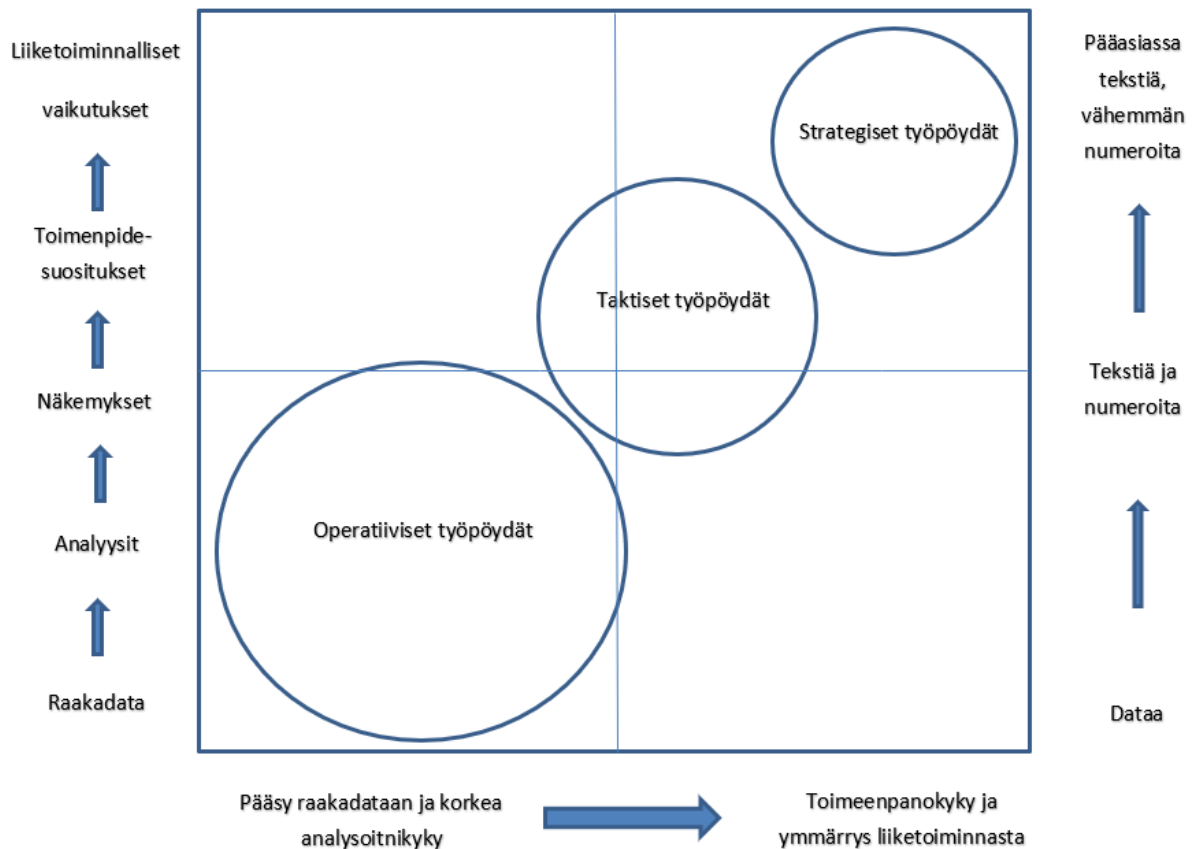 Liiketoiminnalliset
vaikutukset
Toimenpide-
suositukset
Näkemykset
Analyysit
Raakadata
Strategiset työpöydät
Taktiset työpöydät
Operatiiviset työpöydät
Pääasiassa
tekstiä,
vähemmän
numeroita
Tekstiä ja
numeroita
Dataa
Pääsy raakadataan ja korkea
analysoitnikyky
Toimeenpanokyky ja
ymmärrys liiketoiminnasta